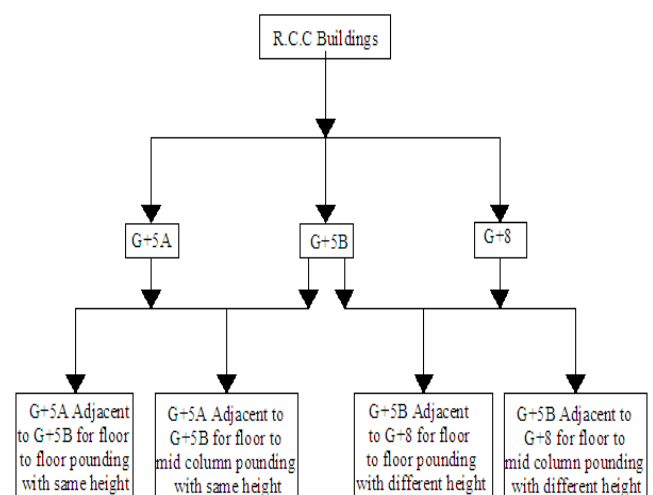 R.C.C Buildings
G+5A
G+5B
G+8
G+5A Adjacent
to G+5B for floor
to floor pounding
with same height
G+5A Adjacent to
G+5B for floor to
mid column pounding
with same height
G+5B Adjacent
to G+8 for floor
to floor pounding
with different height
G+5B Adjacent to
G+8 for floor to
mid column pounding
with different height